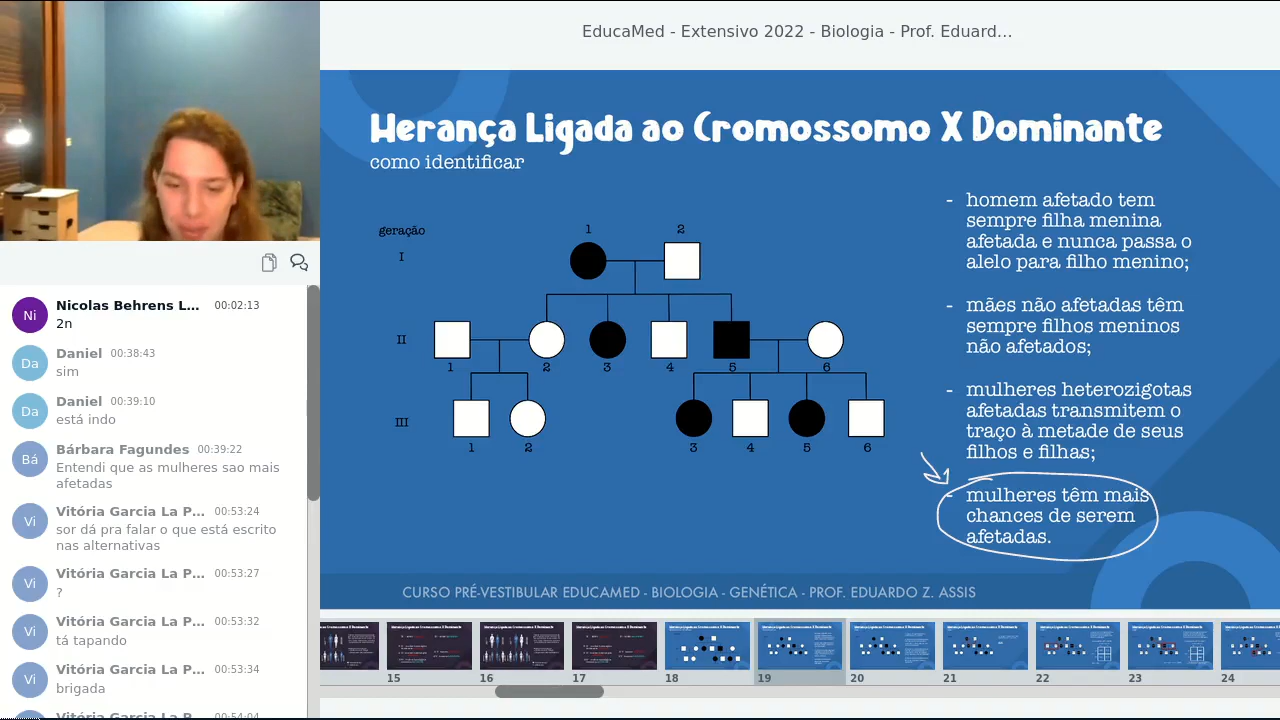 EducaMed - Extensivo 2022 - Biologia - Prof. Eduard...
Herança Ligada ao Cromossomo X Dominante
como identificar
geração
1 2
I
II
1 2 3 4 5 6
III
1 2 3 4 5 6
- homem afetado tem
sempre filha menina
afetada e nunca passa o
alelo para filho menino;
- mães não afetadas têm
sempre filhos meninos
não afetados;
- mulheres heterozigotas
afetadas transmitem o
traço à metade de seus
filhos e filhas;
- mulheres têm mais
chances de serem
afetadas.
CURSO PRÉ-VESTIBULAR EDUCAMED - BIOLOGIA - GENÉTICA - PROF. EDUARDO Z. ASSIS
Ni
Nicolas Behrens L... 00:02:13
2n
Da
Daniel 00:38:43
sim
Da
Daniel 00:39:10
está indo
Bá
Bárbara Fagundes 00:39:22
Entendi que as mulheres sao mais
afetadas
Vi
Vitória Garcia La P... 00:53:24
sor dá pra falar o que está escrito
nas alternativas
Vi
Vitória Garcia La P... 00:53:27
?
Vi
Vitória Garcia La P... 00:53:32
tá tapando
Vi
Vitória Garcia La P... 00:53:34
brigada
Vitória Garcia La P... 00:54:04
15 16 17 18 19 20 21 22 23 24